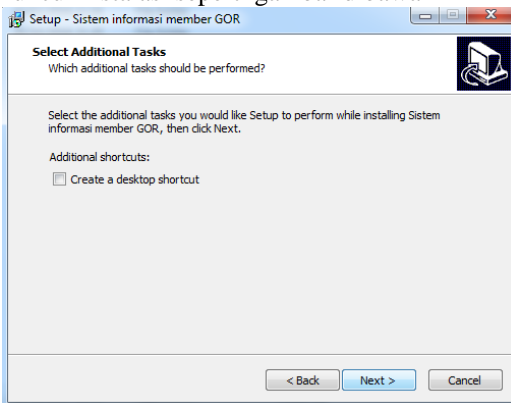 Setup - Sistem informasi member GOR
Select Additional Tasks
Which additional tasks should be performed?
Select the additional tasks you would like Setup to perform while installing Sistem
informasi member GOR, then click Next.
Additional shortcuts:
Create a desktop shortcut
< Back
Next >
Cancel